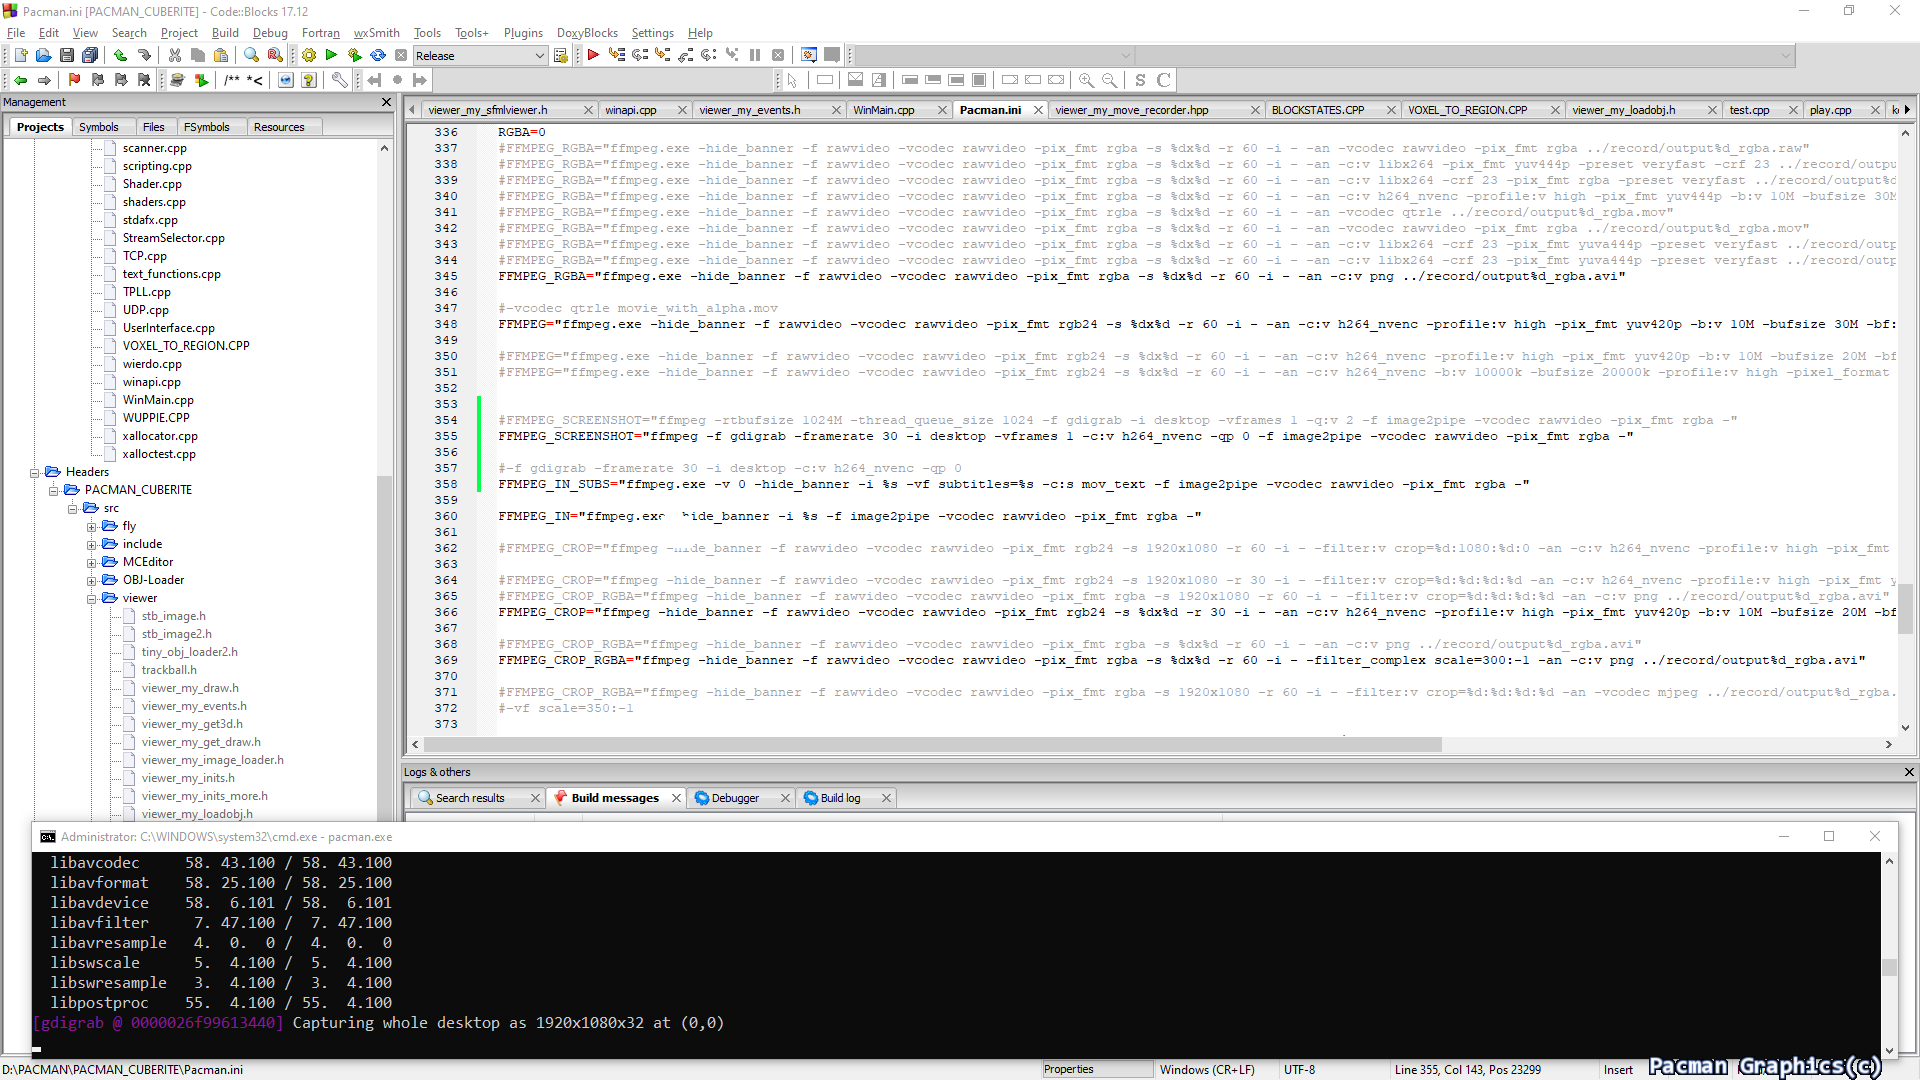 Pacman.ini [PACMAN_CUBERITE] - Code::Blocks 17.12
File Edit View Search Project Build Debug Fortran wxSmith Tools Tools+ Plugins DoxyBlocks Settings Help
Release
/** *<
S C
Management
Projects Symbols Files FSymbols Resources
scanner.cpp
scripting.cpp
Shader.cpp
shaders.cpp
stdafx.cpp
StreamSelector.cpp
TCP.cpp
text_functions.cpp
TPLL.cpp
UDP.cpp
UserInterface.cpp
VOXEL_TO_REGION.CPP
wierdo.cpp
winapi.cpp
WinMain.cpp
WUPPIE.CPP
xallocator.cpp
xalloctest.cpp
Headers
PACMAN_CUBERITE
src
fly
include
MCEditor
OBJ-Loader
viewer
stb_image.h
stb_image2.h
tiny_obj_loader2.h
trackball.h
viewer_my_draw.h
viewer_my_events.h
viewer_my_get3d.h
viewer_my_get_draw.h
viewer_my_image_loader.h
viewer_my_inits.h
viewer_my_inits_more.h
viewer_my_loadobj.h
viewer_my_sfmlviewer.h winapi.cpp viewer_my_events.h WinMain.cpp Pacman.ini viewer_my_move_recorder.hpp BLOCKSTATES.CPP VOXEL_TO_REGION.CPP viewer_my_loadobj.h test.cpp play.cpp
336 RGBA=0
337 #FFMPEG_RGBA="ffmpeg.exe -hide_banner -f rawvideo -vcodec rawvideo -pix_fmt rgba -s %dx%d -r 60 -i - -an -vcodec rawvideo -pix_fmt rgba ../record/output%d_rgba.raw"
338 #FFMPEG_RGBA="ffmpeg.exe -hide_banner -f rawvideo -vcodec rawvideo -pix_fmt rgba -s %dx%d -r 60 -i - -an -c:v libx264 -pix_fmt yuv444p -preset veryfast -crf 23 ../record/outpu
339 #FFMPEG_RGBA="ffmpeg.exe -hide_banner -f rawvideo -vcodec rawvideo -pix_fmt rgba -s %dx%d -r 60 -i - -an -c:v libx264 -crf 23 -pix_fmt rgba -preset veryfast ../record/output%d
340 #FFMPEG_RGBA="ffmpeg.exe -hide_banner -f rawvideo -vcodec rawvideo -pix_fmt rgba -s %dx%d -r 60 -i - -an -c:v h264_nvenc -profile:v high -pix_fmt yuv444p -b:v 10M -bufsize 30M
341 #FFMPEG_RGBA="ffmpeg.exe -hide_banner -f rawvideo -vcodec rawvideo -pix_fmt rgba -s %dx%d -r 60 -i - -an -vcodec qtrle ../record/output%d_rgba.mov"
342 #FFMPEG_RGBA="ffmpeg.exe -hide_banner -f rawvideo -vcodec rawvideo -pix_fmt rgba -s %dx%d -r 60 -i - -an -vcodec rawvideo -pix_fmt rgba ../record/output%d_rgba.mov"
343 #FFMPEG_RGBA="ffmpeg.exe -hide_banner -f rawvideo -vcodec rawvideo -pix_fmt rgba -s %dx%d -r 60 -i - -an -c:v libx264 -crf 23 -pix_fmt yuva444p -preset veryfast ../record/outp
344 #FFMPEG_RGBA="ffmpeg.exe -hide_banner -f rawvideo -vcodec rawvideo -pix_fmt rgba -s %dx%d -r 60 -i - -an -c:v libx264 -crf 23 -pix_fmt yuva444p -preset veryfast ../record/outp
345 FFMPEG_RGBA="ffmpeg.exe -hide_banner -f rawvideo -vcodec rawvideo -pix_fmt rgba -s %dx%d -r 60 -i - -an -c:v png ../record/output%d_rgba.avi"
346
347 #-vcodec qtrle movie_with_alpha.mov
348 FFMPEG="ffmpeg.exe -hide_banner -f rawvideo -vcodec rawvideo -pix_fmt rgb24 -s %dx%d -r 60 -i - -an -c:v h264_nvenc -profile:v high -pix_fmt yuv420p -b:v 10M -bufsize 30M -bf:
349
350 #FFMPEG="ffmpeg.exe -hide_banner -f rawvideo -vcodec rawvideo -pix_fmt rgb24 -s %dx%d -r 60 -i - -an -c:v h264_nvenc -profile:v high -pix_fmt yuv420p -b:v 10M -bufsize 20M -bf
351 #FFMPEG="ffmpeg.exe -hide_banner -f rawvideo -vcodec rawvideo -pix_fmt rgb24 -s %dx%d -r 60 -i - -an -c:v h264_nvenc -b:v 10000k -bufsize 20000k -profile:v high -pixel_format
352
353
354 #FFMPEG_SCREENSHOT="ffmpeg -rtbufsize 1024M -thread_queue_size 1024 -f gdigrab -i desktop -vframes 1 -q:v 2 -f image2pipe -vcodec rawvideo -pix_fmt rgba -"
355 FFMPEG_SCREENSHOT="ffmpeg -f gdigrab -framerate 30 -i desktop -vframes 1 -c:v h264_nvenc -qp 0 -f image2pipe -vcodec rawvideo -pix_fmt rgba -"
356
357 #-f gdigrab -framerate 30 -i desktop -c:v h264_nvenc -qp 0
358 FFMPEG_IN_SUBS="ffmpeg.exe -v 0 -hide_banner -i %s -vf subtitles=%s -c:s mov_text -f image2pipe -vcodec rawvideo -pix_fmt rgba -"
359
360 FFMPEG_IN="ffmpeg.exe hide_banner -i %s -f image2pipe -vcodec rawvideo -pix_fmt rgba -"
361
362 #FFMPEG_CROP="ffmpeg -hide_banner -f rawvideo -vcodec rawvideo -pix_fmt rgb24 -s 1920x1080 -r 60 -i - -filter:v crop=%d:1080:%d:0 -an -c:v h264_nvenc -profile:v high -pix_fmt
363
364 #FFMPEG_CROP="ffmpeg -hide_banner -f rawvideo -vcodec rawvideo -pix_fmt rgb24 -s 1920x1080 -r 30 -i - -filter:v crop=%d:%d:%d:%d -an -c:v h264_nvenc -profile:v high -pix_fmt y
365 #FFMPEG_CROP_RGBA="ffmpeg -hide_banner -f rawvideo -vcodec rawvideo -pix_fmt rgba -s 1920x1080 -r 60 -i - -filter:v crop=%d:%d:%d:%d -an -c:v png ../record/output%d_rgba.avi"
366 FFMPEG_CROP="ffmpeg -hide_banner -f rawvideo -vcodec rawvideo -pix_fmt rgb24 -s %dx%d -r 30 -i - -an -c:v h264_nvenc -profile:v high -pix_fmt yuv420p -b:v 10M -bufsize 20M -bf
367
368 #FFMPEG_CROP_RGBA="ffmpeg -hide_banner -f rawvideo -vcodec rawvideo -pix_fmt rgba -s %dx%d -r 60 -i - -an -c:v png ../record/output%d_rgba.avi"
369 FFMPEG_CROP_RGBA="ffmpeg -hide_banner -f rawvideo -vcodec rawvideo -pix_fmt rgba -s %dx%d -r 60 -i - -filter_complex scale=300:-1 -an -c:v png ../record/output%d_rgba.avi"
370
371 #FFMPEG_CROP_RGBA="ffmpeg -hide_banner -f rawvideo -vcodec rawvideo -pix_fmt rgba -s 1920x1080 -r 60 -i - -filter:v crop=%d:%d:%d:%d -an -vcodec mjpeg ../record/output%d_rgba.
372 #-vf scale=350:-1
373
Logs & others
Search results Build messages Debugger Build log
Administrator: C:\WINDOWS\system32\cmd.exe - pacman.exe
libavcodec 58. 43.100 / 58. 43.100
libavformat 58. 25.100 / 58. 25.100
libavdevice 58. 6.101 / 58. 6.101
libavfilter 7. 47.100 / 7. 47.100
libavresample 4. 0. 0 / 4. 0. 0
libswscale 5. 4.100 / 5. 4.100
libswresample 3. 4.100 / 3. 4.100
libpostproc 55. 4.100 / 55. 4.100
[gdigrab @ 0000026f99613440] Capturing whole desktop as 1920x1080x32 at (0,0)
D:\PACMAN\PACMAN_CUBERITE\Pacman.ini Properties Windows (CR+LF) UTF-8 Line 355, Col 143, Pos 23299 Insert
Pacman Graphics(c)